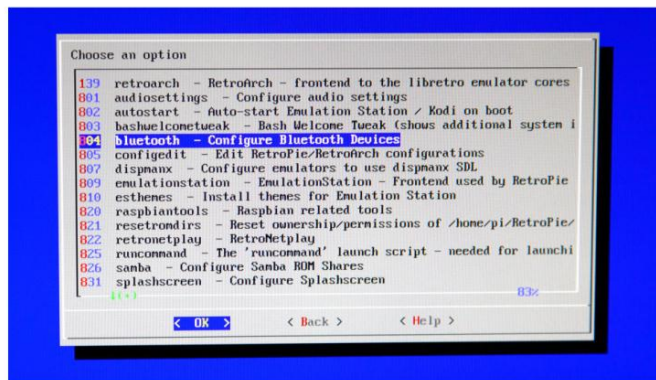 Choose an option
139 retroarch - RetroArch - frontend to the libretro emulator cores
801 audiosettings - Configure audio settings
802 autostart - Auto-start Emulation Station / Kodi on boot
803 bashwelcometweak - Bash Welcome Tweak (shows additional system i
804 bluetooth - Configure Bluetooth Devices
805 configedit - Edit RetroPie/RetroArch configurations
807 dispmanx - Configure emulators to use dispmanx SDL
809 emulationstation - EmulationStation - Frontend used by RetroPie
810 esthemes - Install themes for Emulation Station
820 raspbiantools - Raspbian related tools
821 resetromdirs - Reset ownership/permissions of /home/pi/RetroPie/
822 retronetplay - RetroNetplay
825 runcommand - The 'runcommand' launch script - needed for launchi
826 samba - Configure Samba ROM Shares
831 splashscreen - Configure Splashscreen
↓(+) 83%
< OK > < Back > < Help >